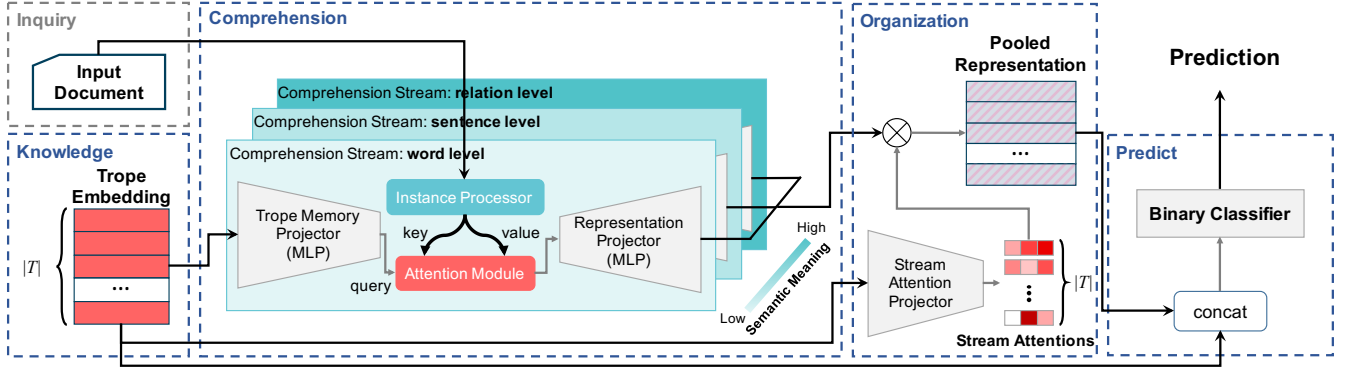 Inquiry
Input
Document
Knowledge
Trope
Embedding
|T|
...
Comprehension
Comprehension Stream: relation level
Comprehension Stream: sentence level
Comprehension Stream: word level
Trope Memory
Projector
(MLP)
Instance Processor
key
value
query
Attention Module
Representation
Projector
(MLP)
High
Low
Semantic Meaning
Organization
Pooled
Representation
...
Stream
Attention
Projector
|T|
Stream Attentions
Prediction
Predict
Binary Classifier
concat